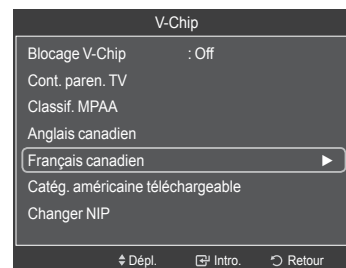 V-Chip
Blocage V-Chip : Off
Cont. paren. TV
Classif. MPAA
Anglais canadien
Français canadien
Catég. américaine téléchargeable
Changer NIP
Dépl. Intro. Retour